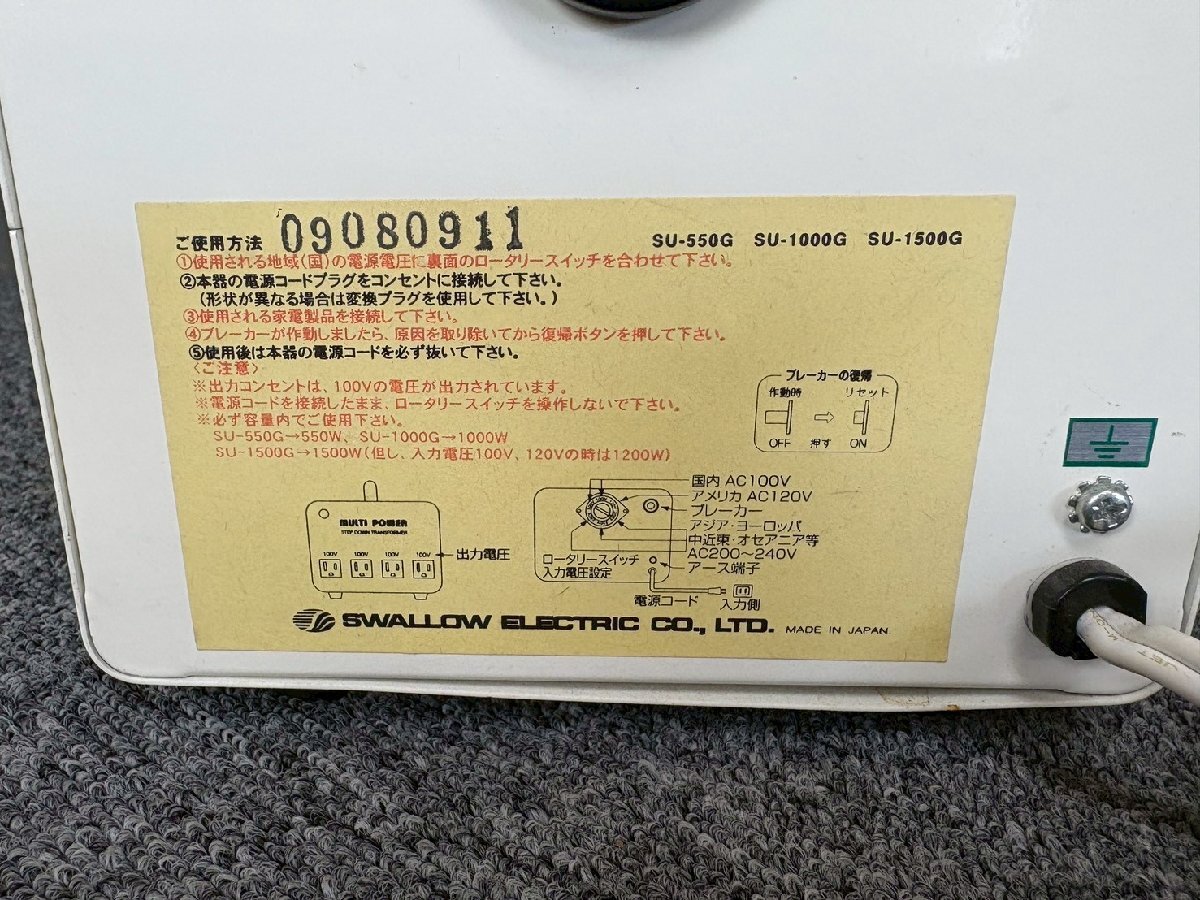 ご使用方法 09080911 SU-550G SU-1000G SU-1500G
①使用される地域(国)の電源電圧に裏面のロータリースイッチを合わせて下さい。
②本器の電源コードプラグをコンセントに接続して下さい。
(形状が異なる場合は変換プラグを使用して下さい。)
③使用される家電製品を接続して下さい。
④ブレーカーが作動しましたら、原因を取り除いてから復帰ボタンを押して下さい。
⑤使用後は本器の電源コードを必ず抜いて下さい。
〈ご注意〉
※出力コンセントは、100Vの電圧が出力されています。
※電源コードを接続したまま、ロータリースイッチを操作しないで下さい。
※必ず容量内でご使用下さい。
SU-550G→550W、SU-1000G→1000W
SU-1500G→1500W(但し、入力電圧100V、120Vの時は1200W)
ブレーカーの復帰
作動時 リセット
OFF 押す ON
MULTI POWER
STEP DOWN TRANSFORMER
100V 100V 100V 100V
出力電圧
国内 AC100V
アメリカ AC120V
ブレーカー
アジア・ヨーロッパ
中近東・オセアニア等
AC200〜240V
アース端子
ロータリースイッチ
入力電圧設定
電源コード 入力側
SWALLOW ELECTRIC CO., LTD. MADE IN JAPAN